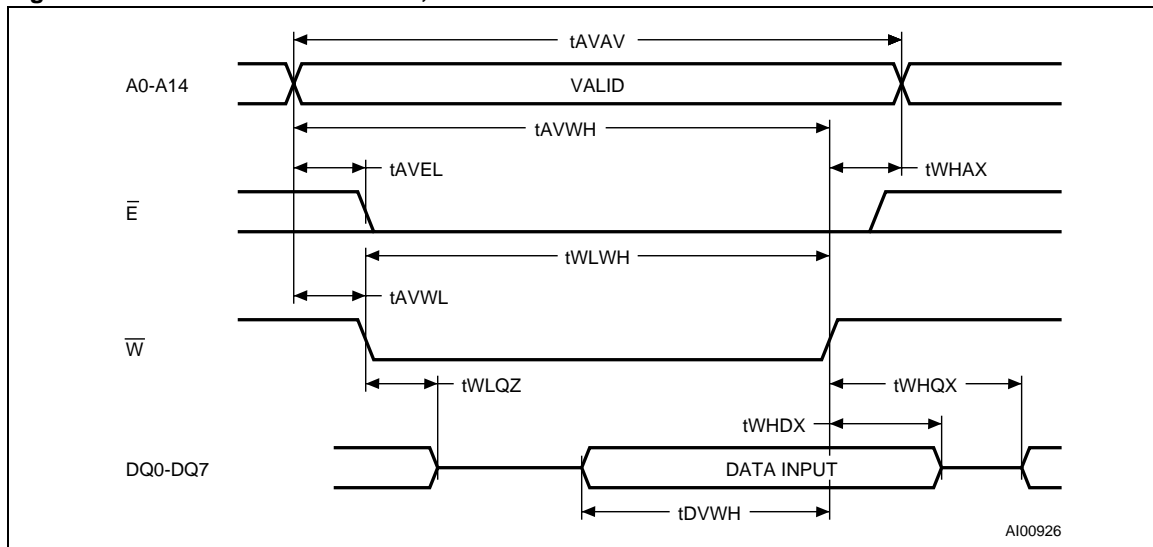 tAVAV
A0-A14
VALID
tAVWH
tAVEL
tWHAX
E̅
tWLWH
tAVWL
W̅
tWLQZ
tWHQX
tWHDX
DQ0-DQ7
DATA INPUT
tDVWH
AI00926